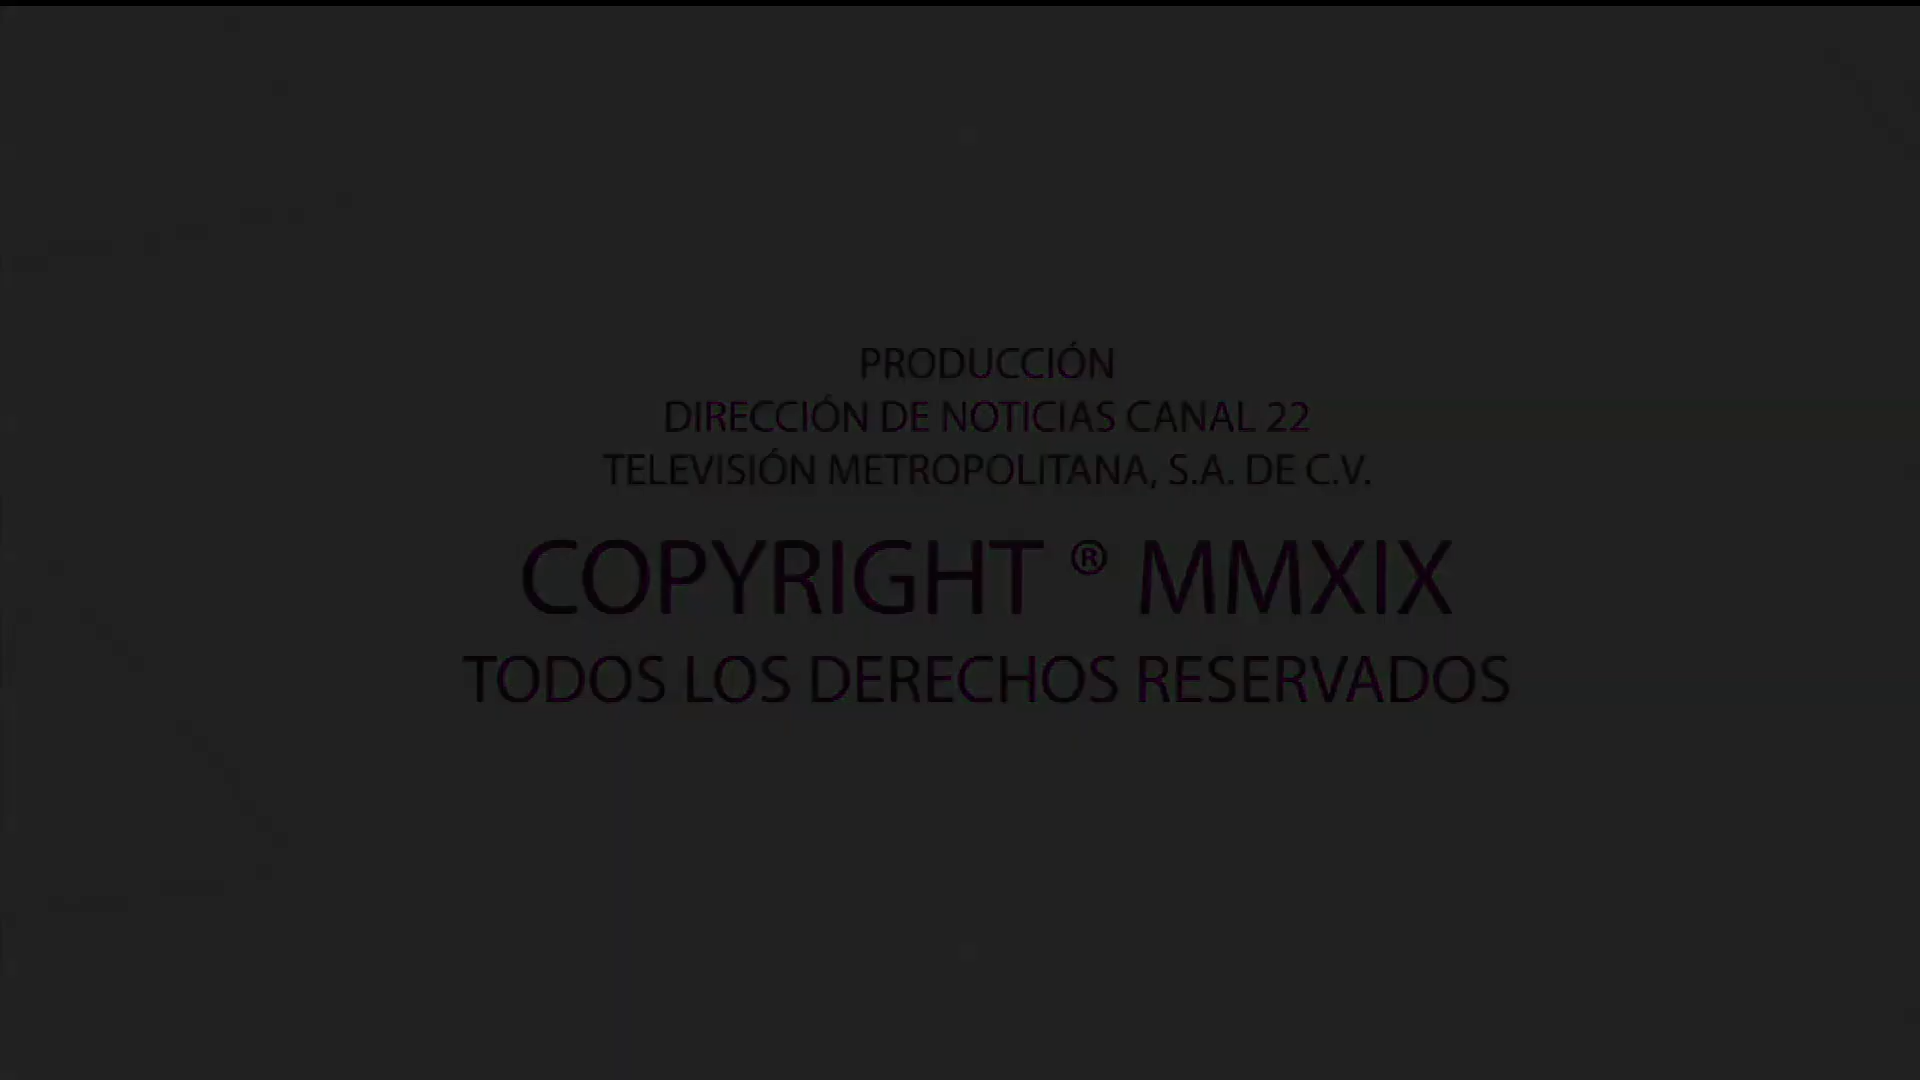 PRODUCCIÓN
DIRECCIÓN DE NOTICIAS CANAL 22
TELEVISIÓN METROPOLITANA, S.A. DE C.V.
COPYRIGHT ® MMXIX
TODOS LOS DERECHOS RESERVADOS